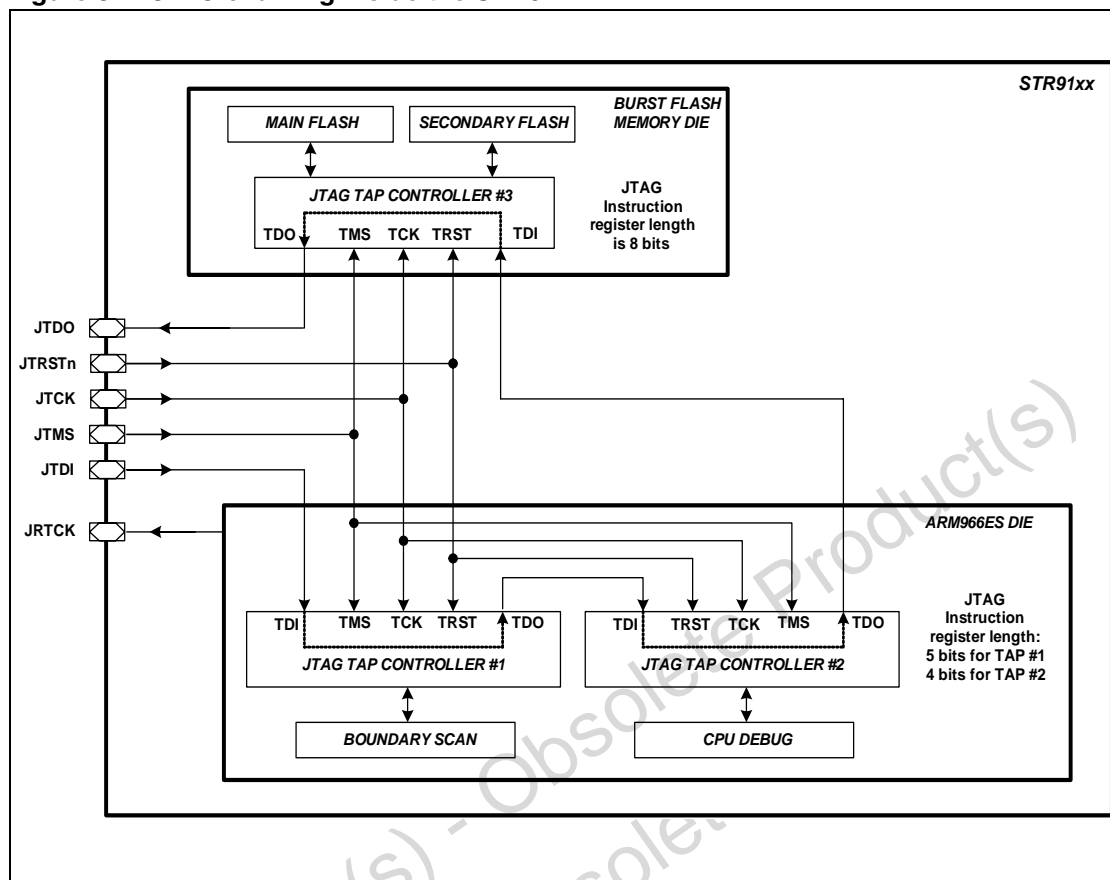 STR91xx
BURST FLASH
MEMORY DIE
MAIN FLASH
SECONDARY FLASH
JTAG TAP CONTROLLER #3
TDO TMS TCK TRST TDI
JTAG
Instruction
register length
is 8 bits
JTDO
JTRSTn
JTCK
JTMS
JTDI
JRTCK
ARM966ES DIE
TDI TMS TCK TRST TDO
JTAG TAP CONTROLLER #1
BOUNDARY SCAN
TDI TRST TCK TMS TDO
JTAG TAP CONTROLLER #2
CPU DEBUG
JTAG
Instruction
register length:
5 bits for TAP #1
4 bits for TAP #2
(s) - Obsolete Product(s)